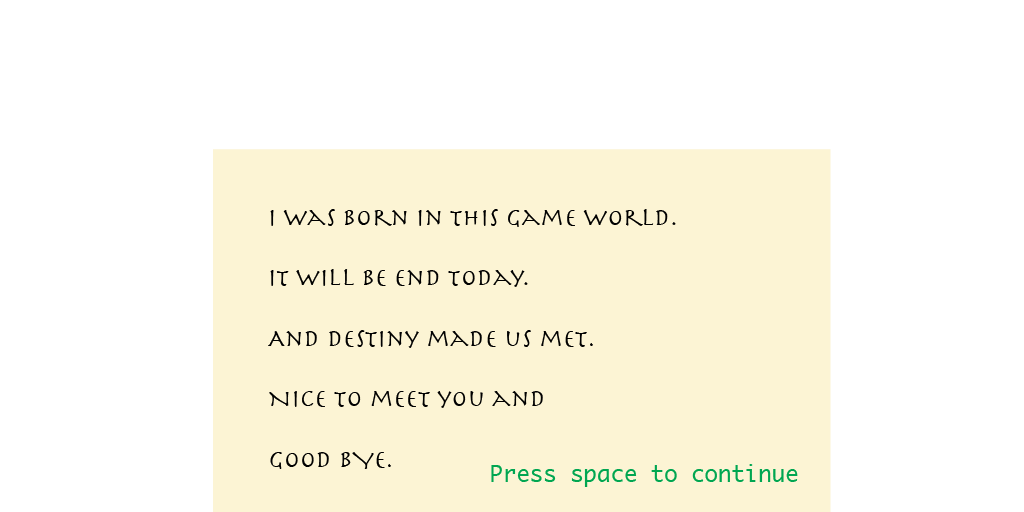 I was born in this game world.
It will be end today.
And destiny made us met.
Nice to meet you and
good bye.
Press space to continue